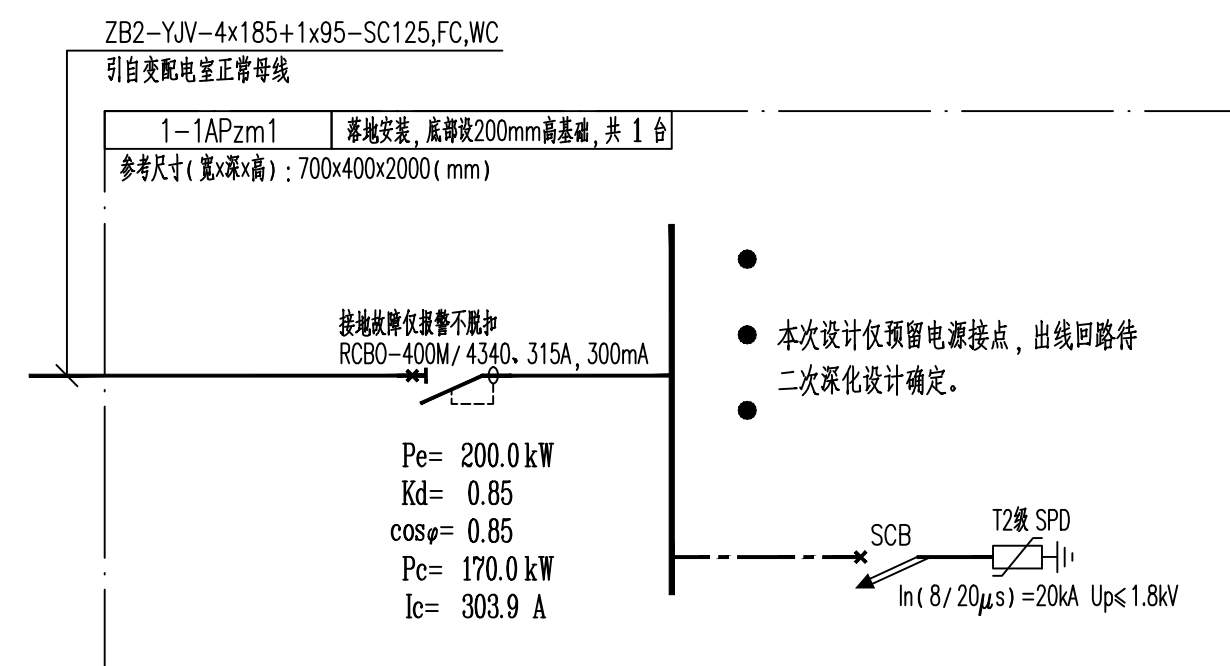 ZB2-YJV-4x185+1x95-SC125,FC,WC
引自变配电室正常母线
1-1APzm1
落地安装,底部设200mm高基础,共 1 台
参考尺寸(宽x深x高):700x400x2000(mm)
接地故障仅报警不脱扣
RCBO-400M/4340、315A,300mA
本次设计仅预留电源接点,出线回路待
二次深化设计确定。
Pe= 200.0kW
Kd= 0.85
cosφ= 0.85
Pc= 170.0kW
Ic= 303.9 A
SCB
T2级 SPD
In(8/20μs)=20kA Up≤1.8kV